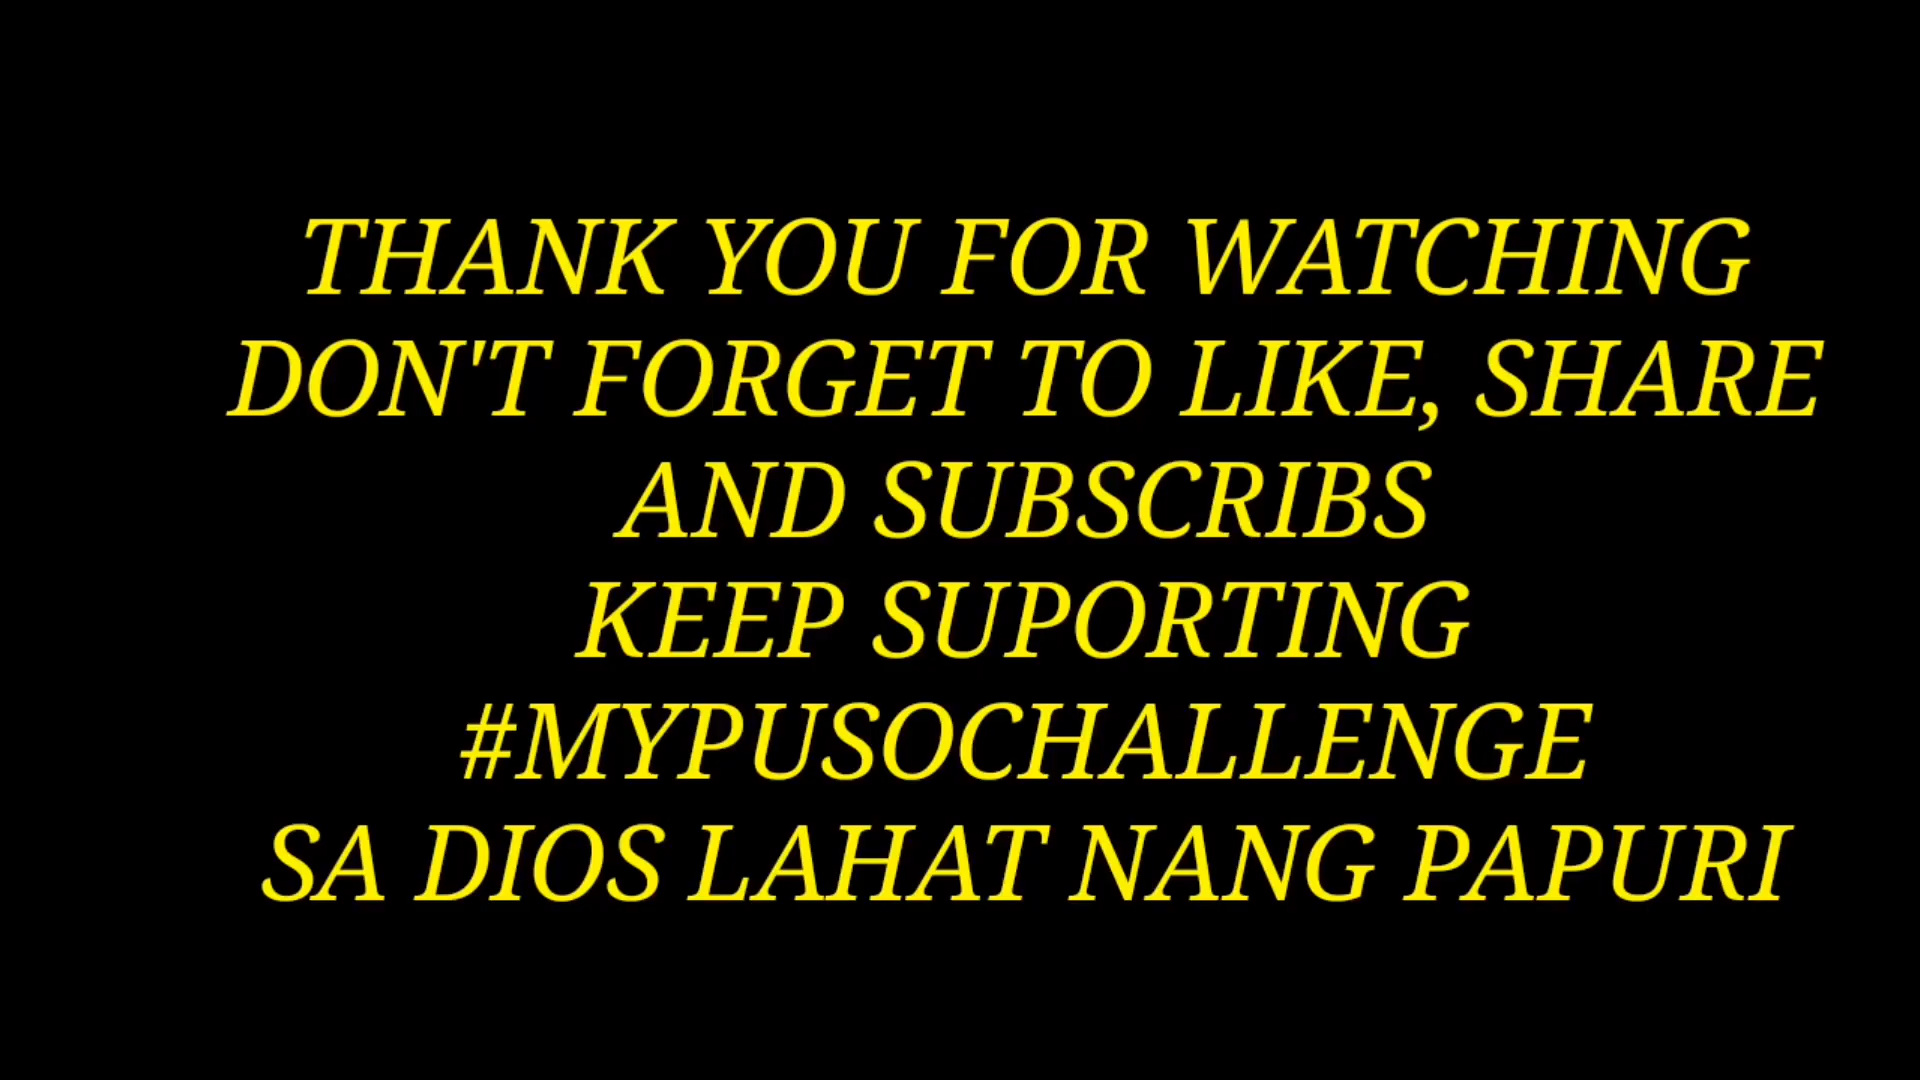 THANK YOU FOR WATCHING
DON'T FORGET TO LIKE, SHARE
AND SUBSCRIBS
KEEP SUPORTING
#MYPUSOCHALLENGE
SA DIOS LAHAT NANG PAPURI